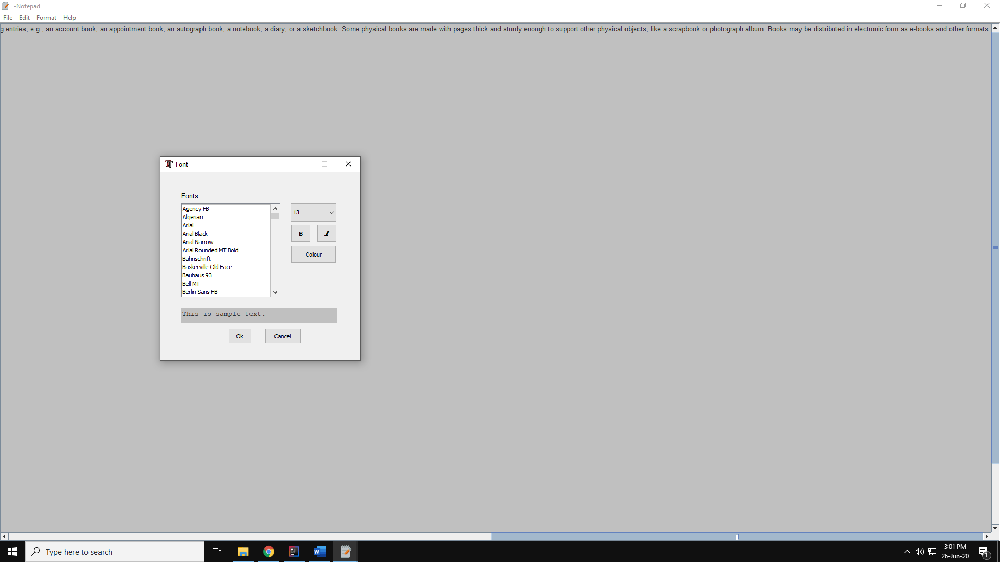 -Notepad
File Edit Format Help
g entries, e.g., an account book, an appointment book, an autograph book, a notebook, a diary, or a sketchbook. Some physical books are made with pages thick and sturdy enough to support other physical objects, like a scrapbook or photograph album. Books may be distributed in electronic form as e-books and other formats.
Font
Fonts
Agency FB
Algerian
Arial
Arial Black
Arial Narrow
Arial Rounded MT Bold
Bahnschrift
Baskerville Old Face
Bauhaus 93
Bell MT
Berlin Sans FB
13
B I
Colour
This is sample text.
Ok Cancel
Type here to search
IJ
W
3:01 PM
26-Jun-20
1